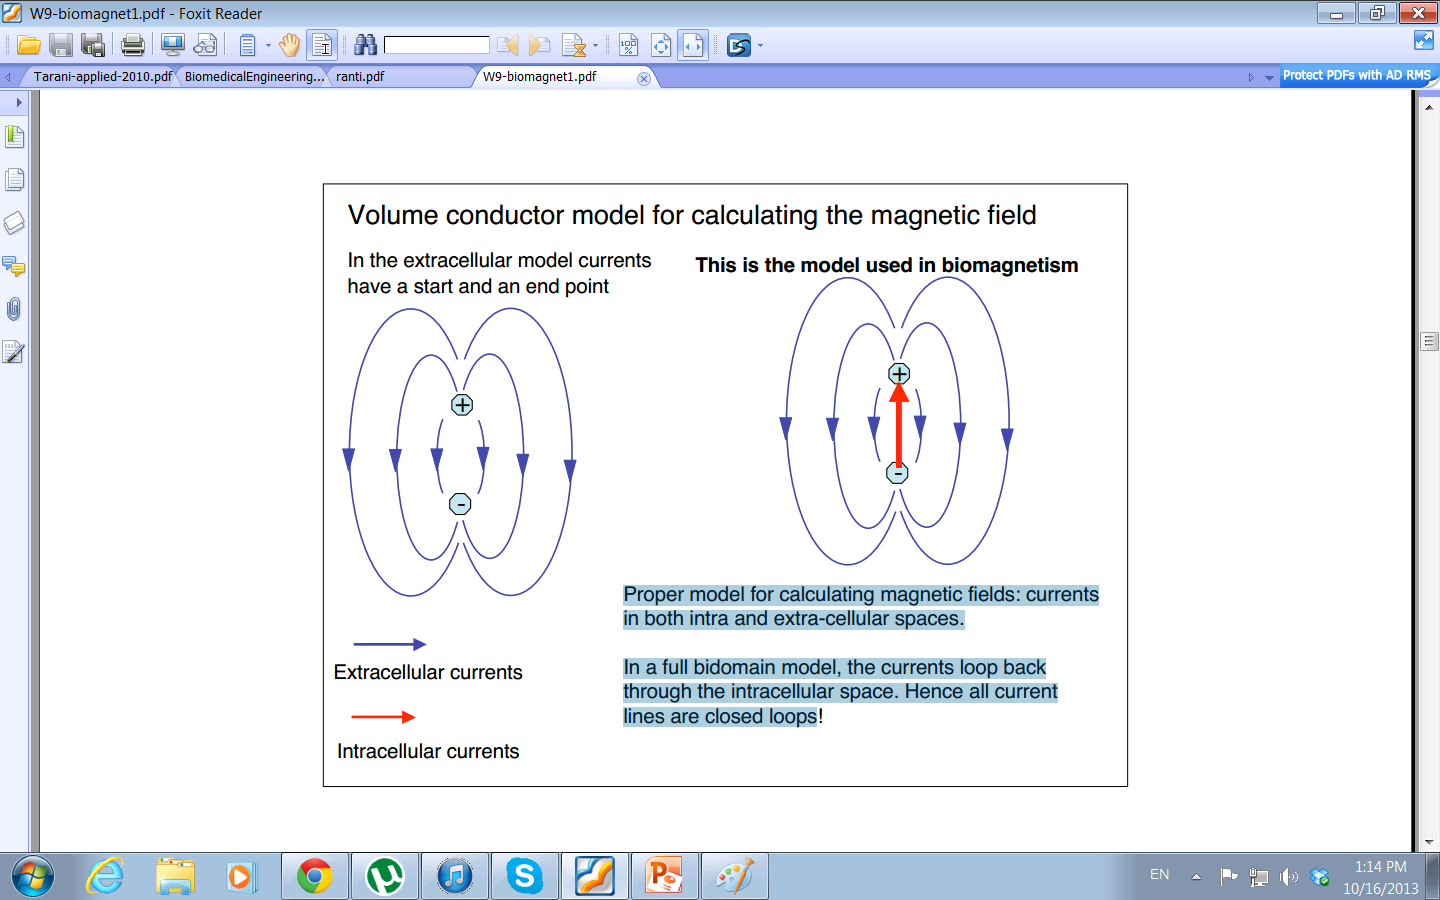 W9-biomagnet1.pdf - Foxit Reader
Tarani-applied-2010.pdf
BiomedicalEngineering...
ranti.pdf
W9-biomagnet1.pdf
Protect PDFs with AD RMS
Volume conductor model for calculating the magnetic field
In the extracellular model currents
have a start and an end point
This is the model used in biomagnetism
+
-
+
-
Extracellular currents
Intracellular currents
Proper model for calculating magnetic fields: currents
in both intra and extra-cellular spaces.
In a full bidomain model, the currents loop back
through the intracellular space. Hence all current
lines are closed loops!
EN
1:14 PM
10/16/2013